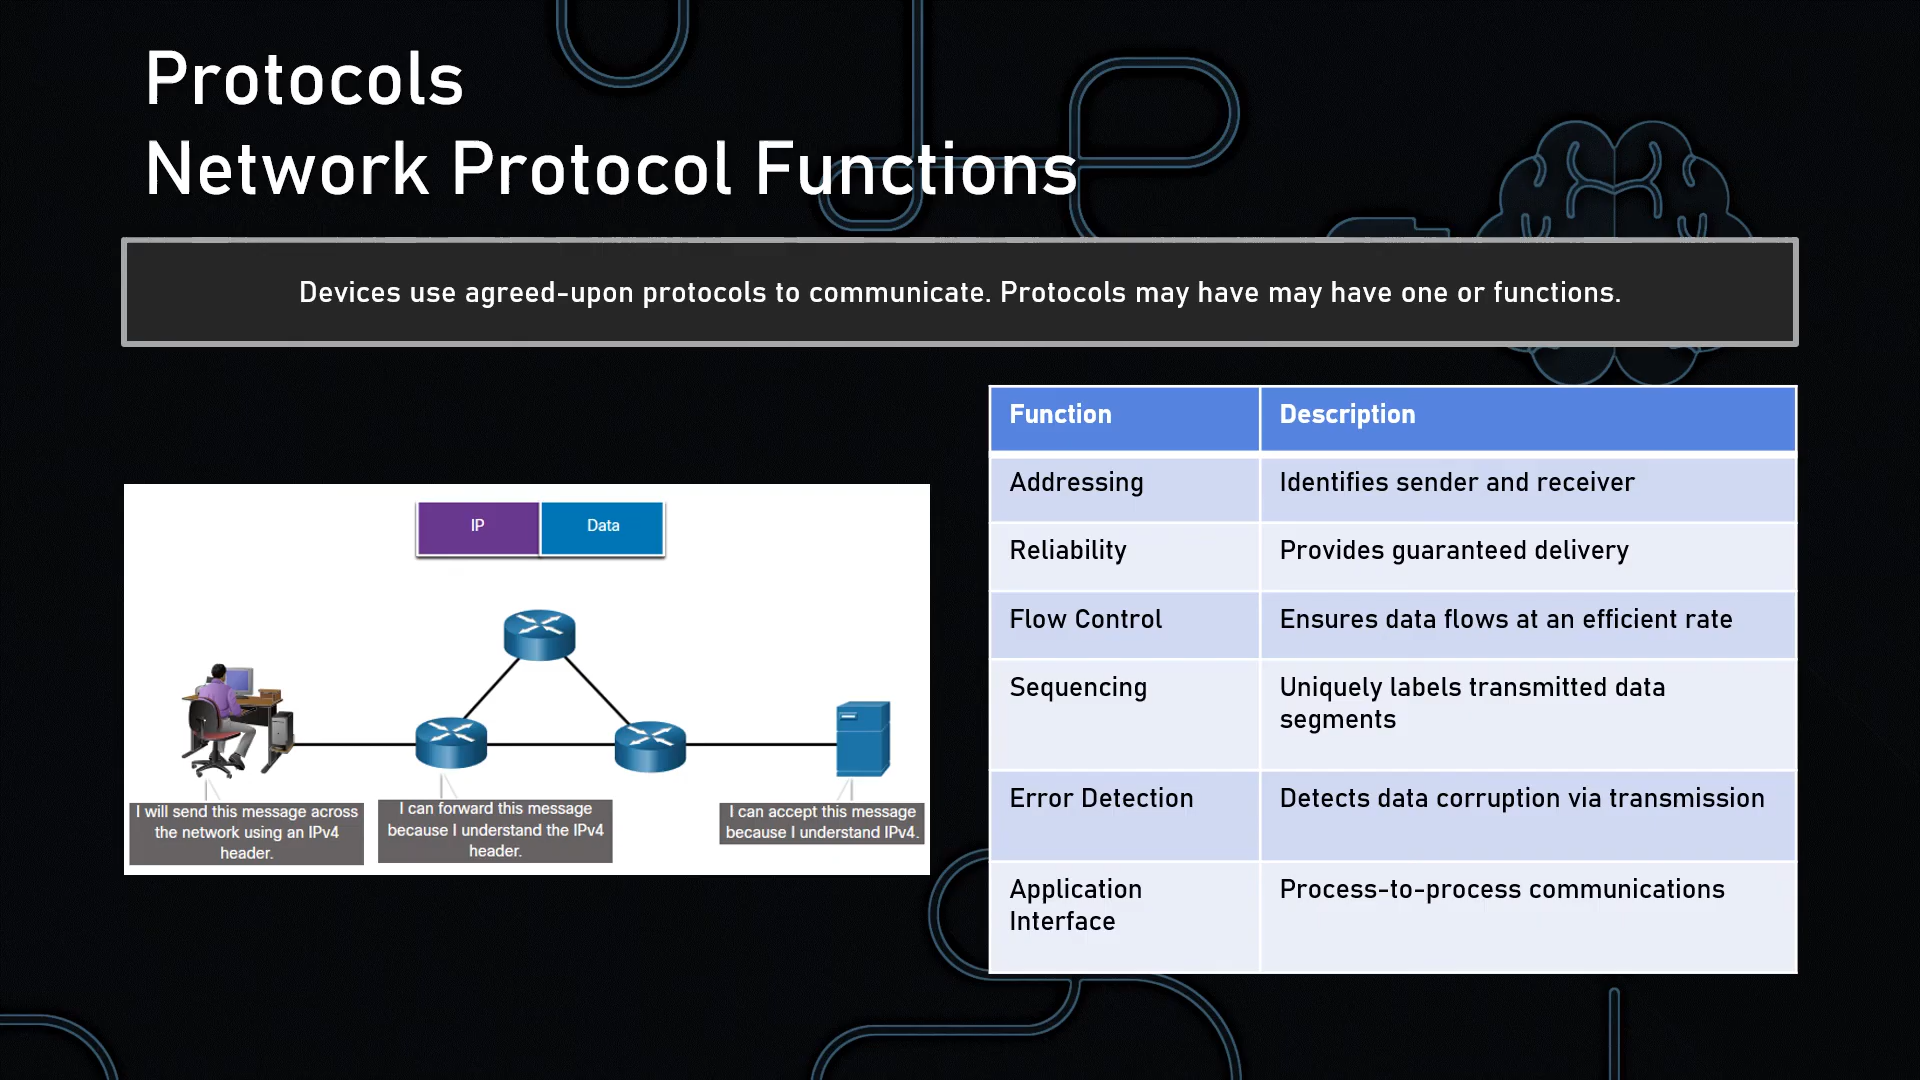 Protocols
Network Protocol Functions
Devices use agreed-upon protocols to communicate. Protocols may have may have one or functions.
IP
Data
I will send this message across
the network using an IPv4
header.
I can forward this message
because I understand the IPv4
header.
I can accept this message
because I understand IPv4.
Function
Description
Addressing
Identifies sender and receiver
Reliability
Provides guaranteed delivery
Flow Control
Ensures data flows at an efficient rate
Sequencing
Uniquely labels transmitted data
segments
Error Detection
Detects data corruption via transmission
Application
Interface
Process-to-process communications